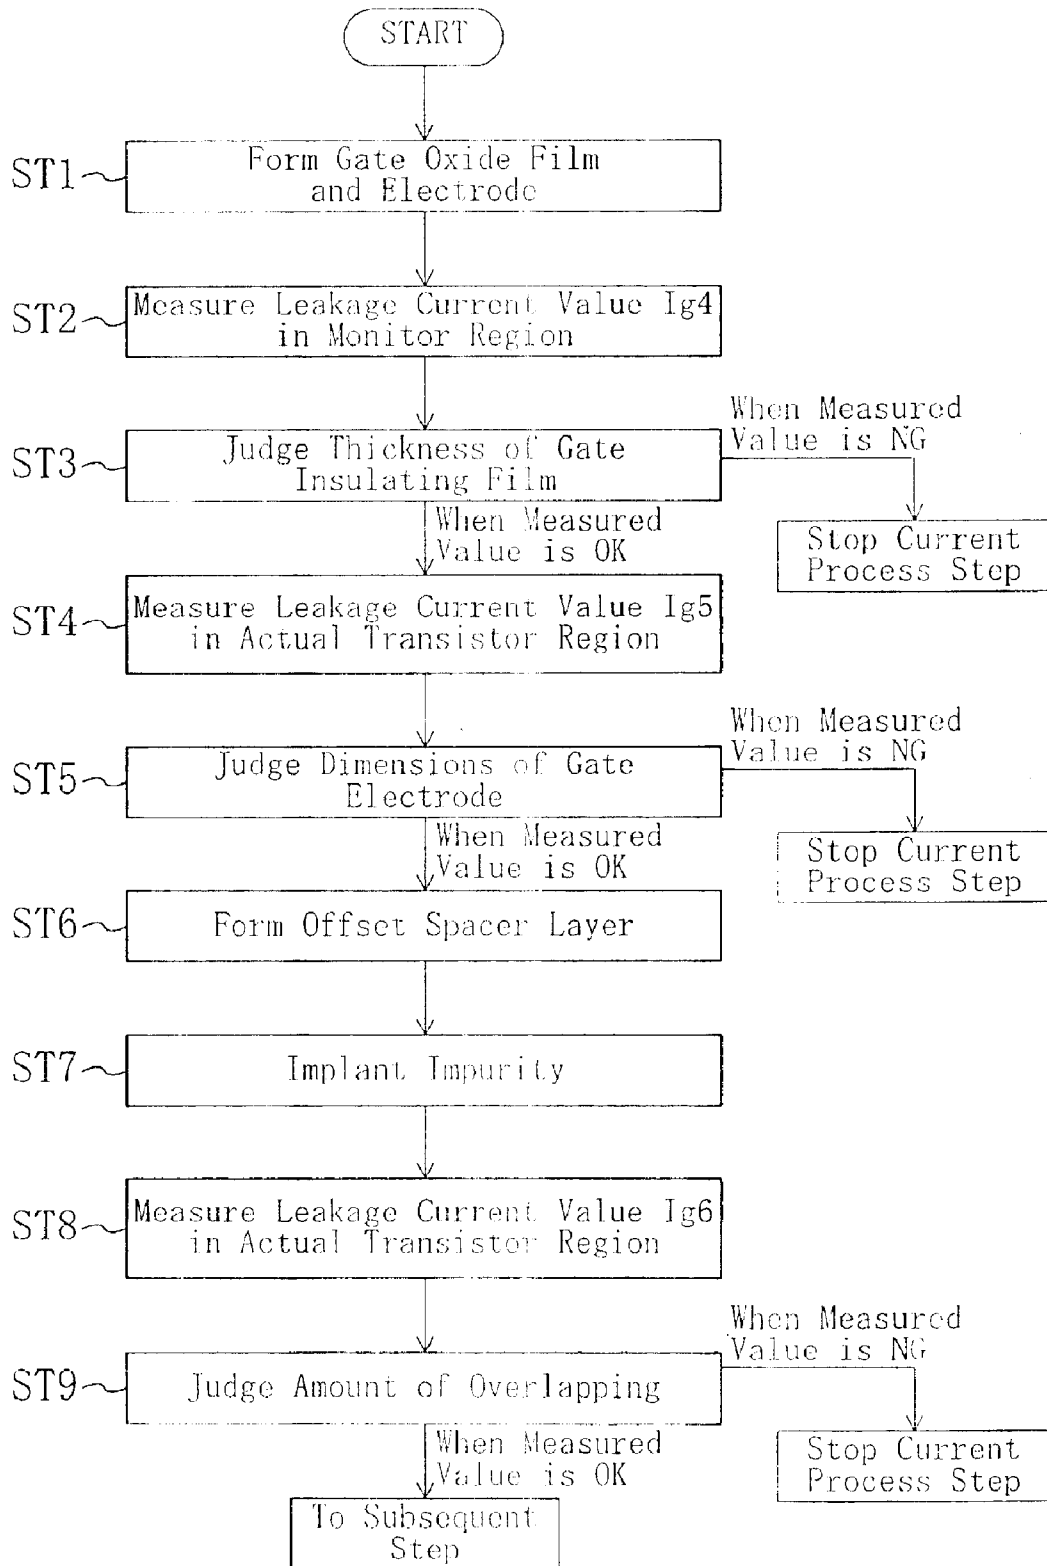 START
ST1
Form Gate Oxide Film
and Electrode
ST2
Measure Leakage Current Value Ig4
in Monitor Region
ST3
Judge Thickness of Gate
Insulating Film
When Measured
Value is NG
Stop Current
Process Step
When Measured
Value is OK
ST4
Measure Leakage Current Value Ig5
in Actual Transistor Region
ST5
Judge Dimensions of Gate
Electrode
When Measured
Value is NG
Stop Current
Process Step
When Measured
Value is OK
ST6
Form Offset Spacer Layer
ST7
Implant Impurity
ST8
Measure Leakage Current Value Ig6
in Actual Transistor Region
ST9
Judge Amount of Overlapping
When Measured
Value is NG
Stop Current
Process Step
When Measured
Value is OK
To Subsequent
Step